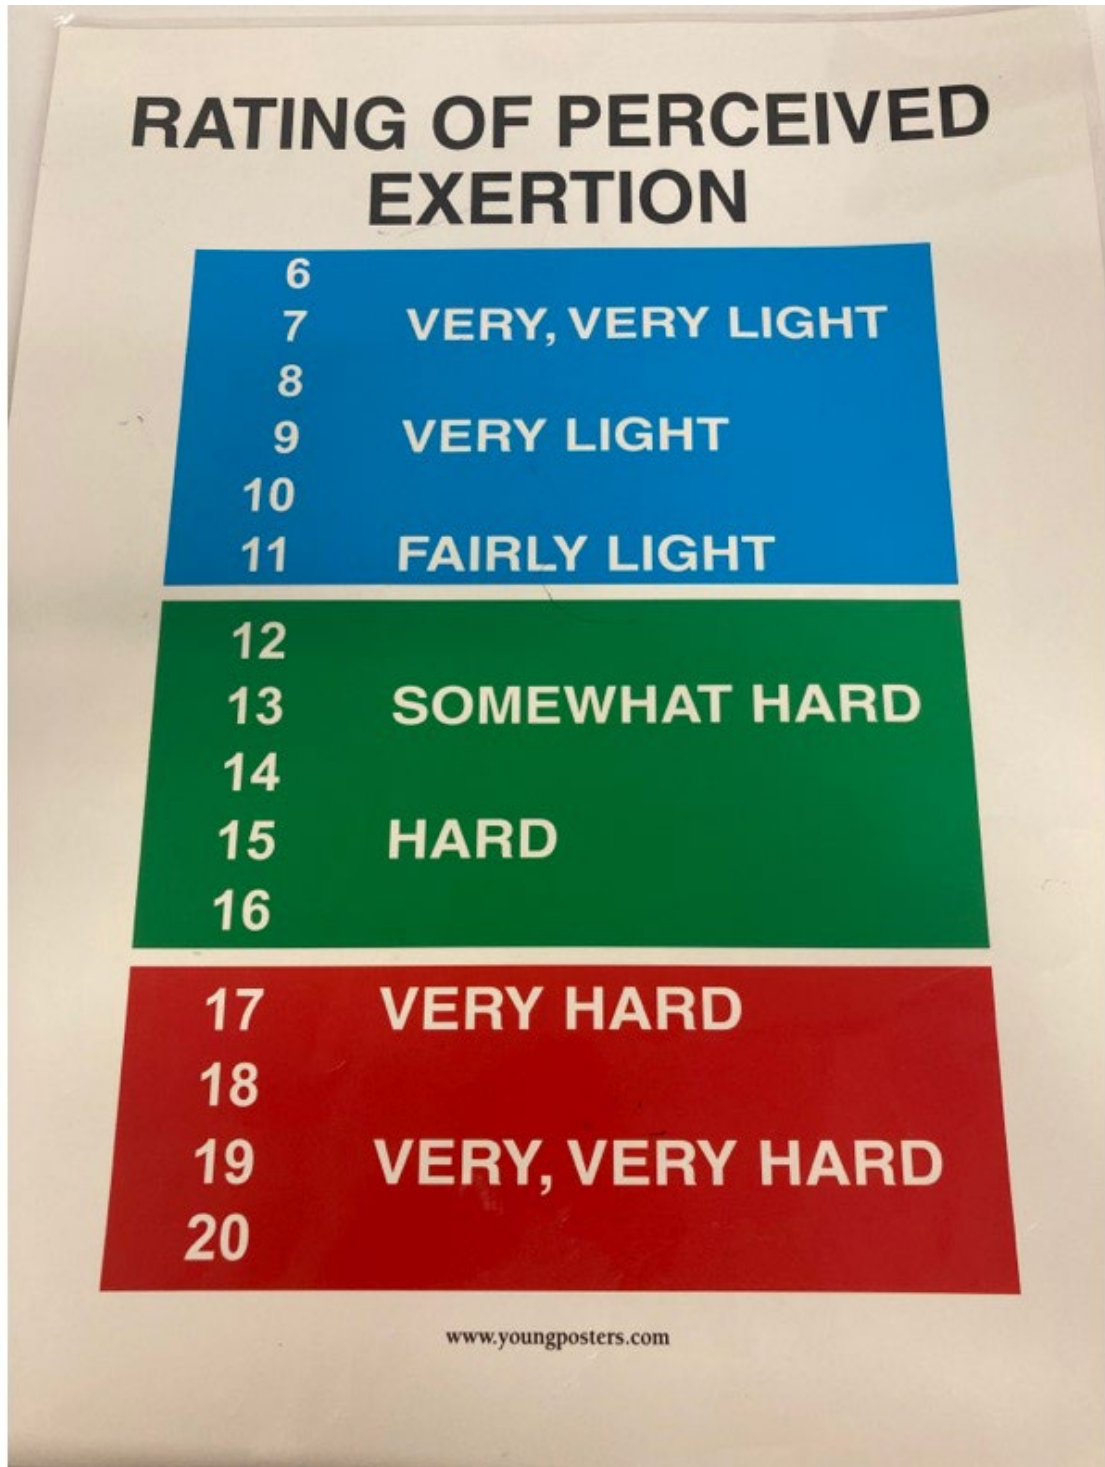 RATING OF PERCEIVED
EXERTION
6
7 VERY, VERY LIGHT
8
9 VERY LIGHT
10
11 FAIRLY LIGHT
12
13 SOMEWHAT HARD
14
15 HARD
16
17 VERY HARD
18
19 VERY, VERY HARD
20
www.youngposters.com